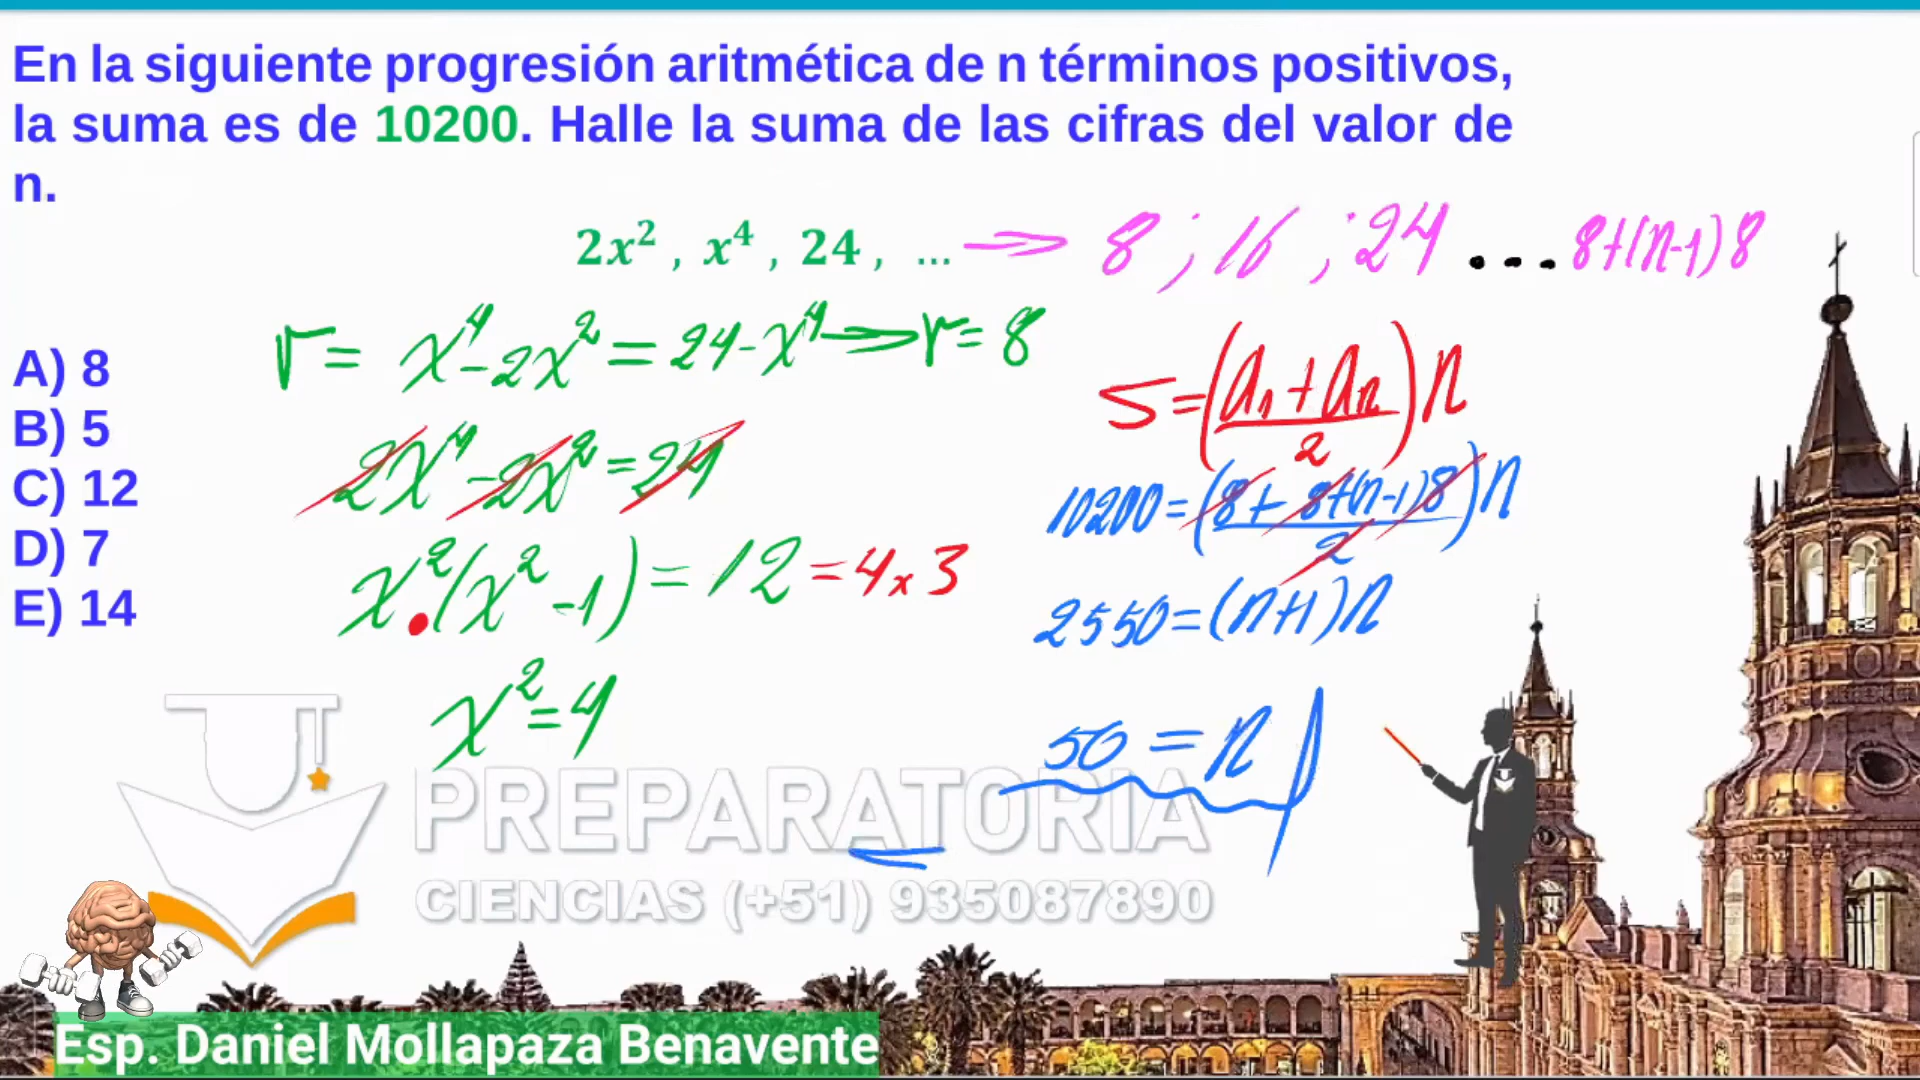 En la siguiente progresión aritmética de n términos positivos,
la suma es de 10200. Halle la suma de las cifras del valor de
n.
2x², x⁴, 24, ... → 8 ; 16 ; 24 ... 8+(n-1)8
A) 8
B) 5
C) 12
D) 7
E) 14
r = x⁴-2x² = 24-x⁴ → r = 8
2x⁴-2x²=24
x²(x²-1) = 12 = 4x3
x²=4
S=(a₁+aₙ/2)n
10200=(8+8+(n-1)8/2)n
2550=(n+1)n
50 = n
PREPARATORIA
CIENCIAS (+51) 935087890
Esp. Daniel Mollapaza Benavente